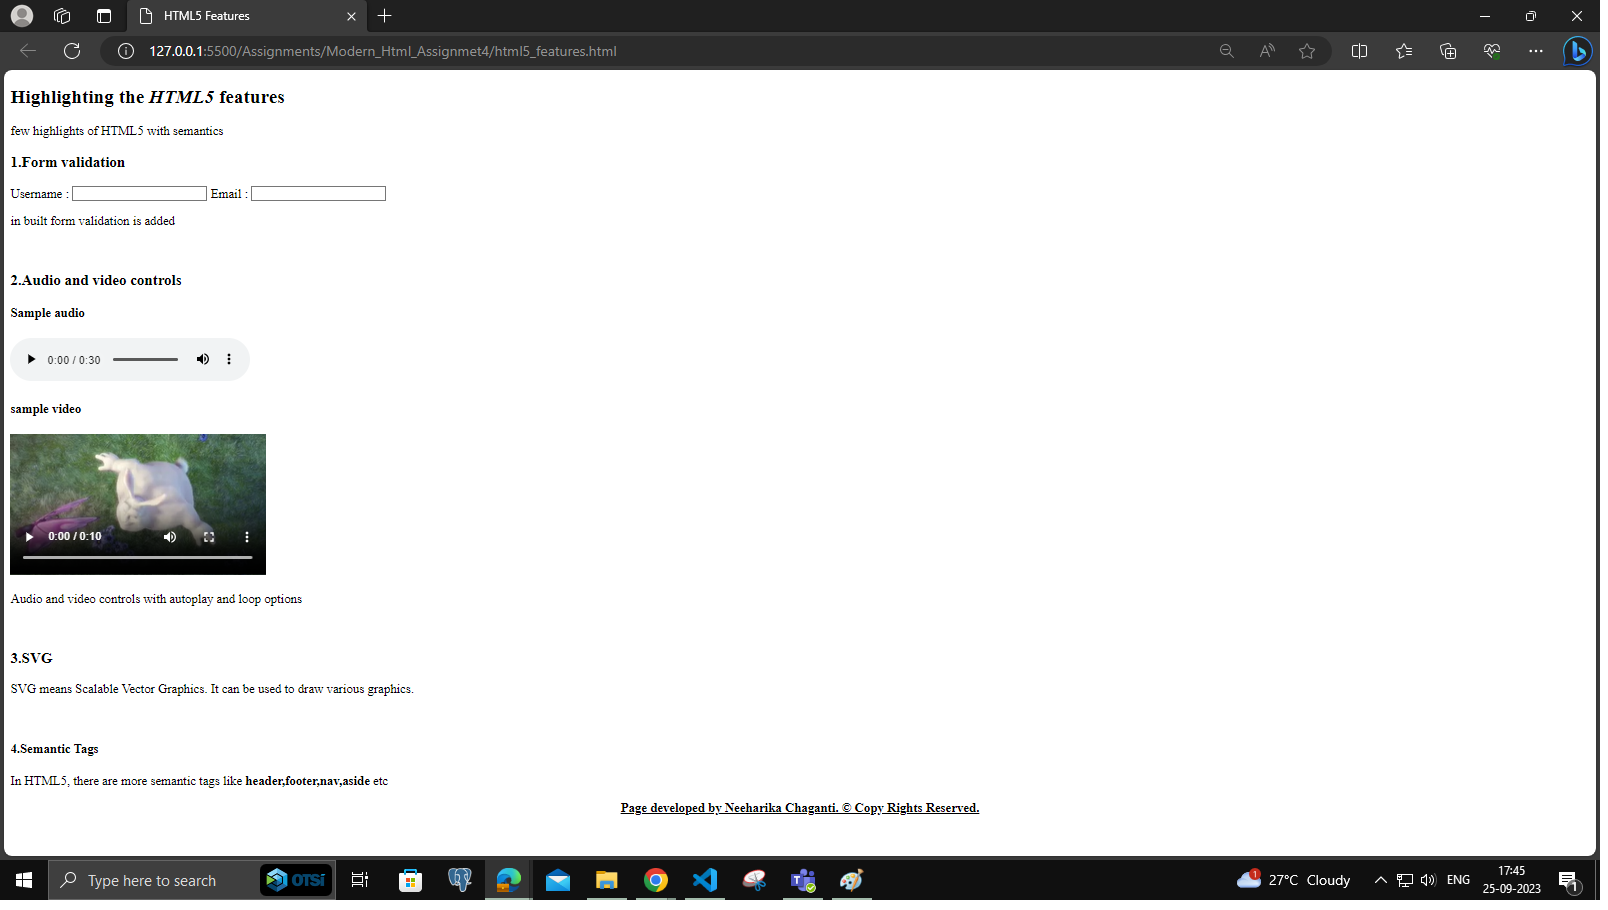 HTML5 Features
127.0.0.1:5500/Assignments/Modern_Html_Assignmet4/html5_features.html
Highlighting the HTML5 features
few highlights of HTML5 with semantics
1.Form validation
Username : Email :
in built form validation is added
2.Audio and video controls
Sample audio
0:00 / 0:30
sample video
0:00 / 0:10
Audio and video controls with autoplay and loop options
3.SVG
SVG means Scalable Vector Graphics. It can be used to draw various graphics.
4.Semantic Tags
In HTML5, there are more semantic tags like header,footer,nav,aside etc
Page developed by Neeharika Chaganti. © Copy Rights Reserved.
Type here to search OTSi
1 27°C Cloudy ENG 17:45
25-09-2023 1